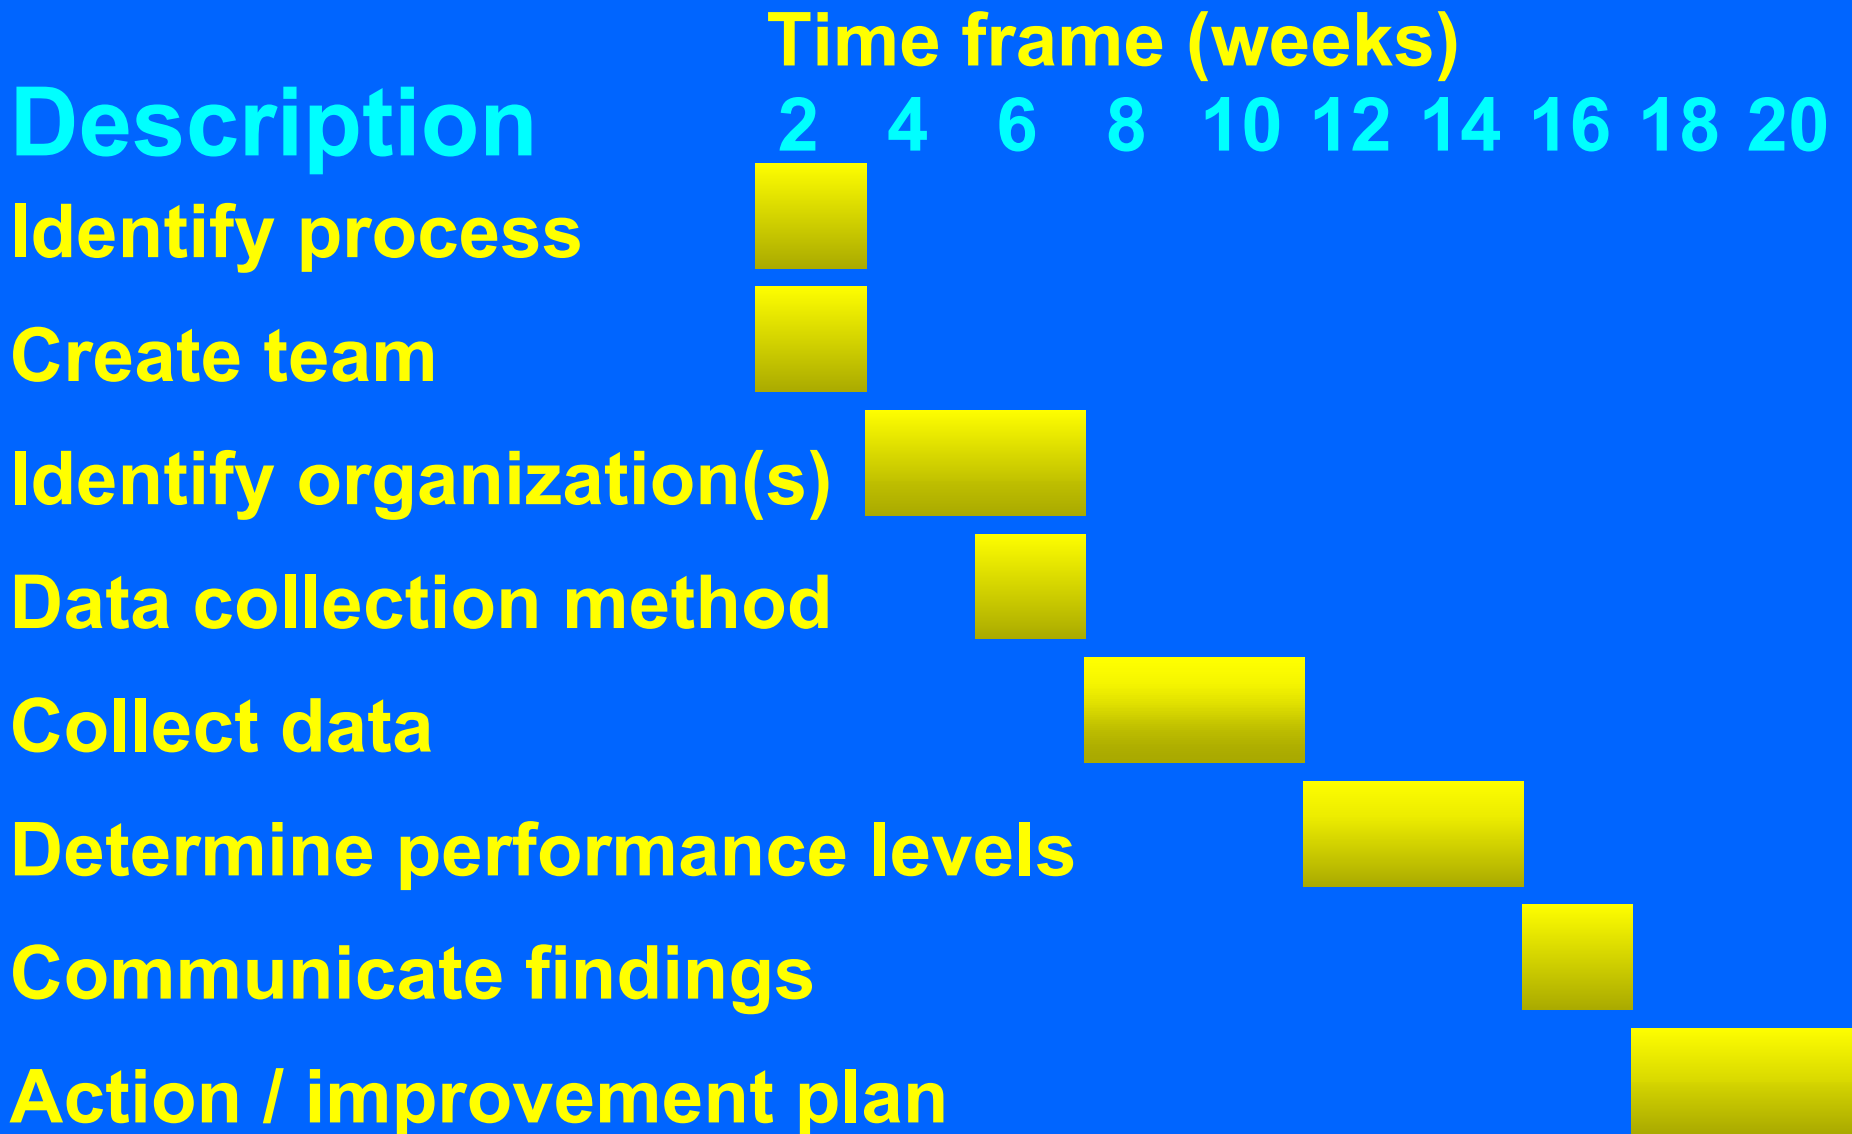 Time frame (weeks)
Description 2 4 6 8 10 12 14 16 18 20
Identify process
Create team
Identify organization(s)
Data collection method
Collect data
Determine performance levels
Communicate findings
Action / improvement plan